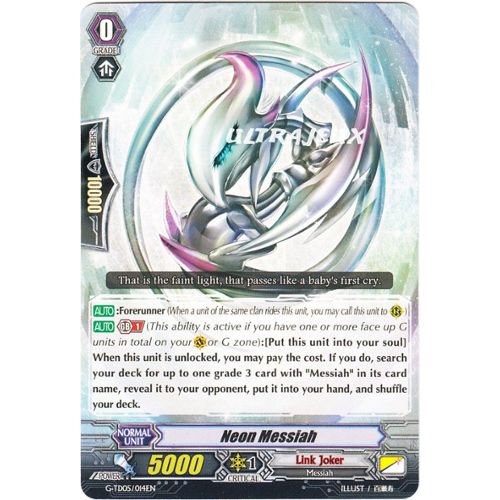 0
GRADE
SHIELD
10000
ULTRAJEUX
That is the faint light, that passes like a baby's first cry.
AUTO:Forerunner (When a unit of the same clan rides this unit, you may call this unit to R)
AUTO GB 1 (This ability is active if you have one or more face up G
units in total on your V or G zone):[Put this unit into your soul]
When this unit is unlocked, you may pay the cost. If you do, search
your deck for up to one grade 3 card with "Messiah" in its card
name, reveal it to your opponent, put it into your hand, and shuffle
your deck.
NORMAL
UNIT
Neon Messiah
POWER
5000
1
CRITICAL
Link Joker
Messiah
G-TD05/014EN
ILLUST / 百瀬寿